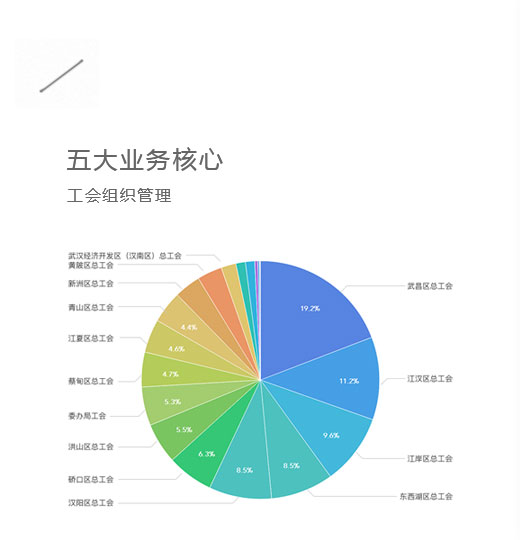 五大业务核心
工会组织管理
武汉经济开发区（汉南区）总工会
黄陂区总工会
新洲区总工会
青山区总工会
江夏区总工会
蔡甸区总工会
委办局工会
洪山区总工会
硚口区总工会
汉阳区总工会
武昌区总工会
江汉区总工会
江岸区总工会
东西湖区总工会
19.2%
11.2%
9.6%
8.5%
8.5%
6.3%
5.5%
5.3%
4.7%
4.6%
4.4%